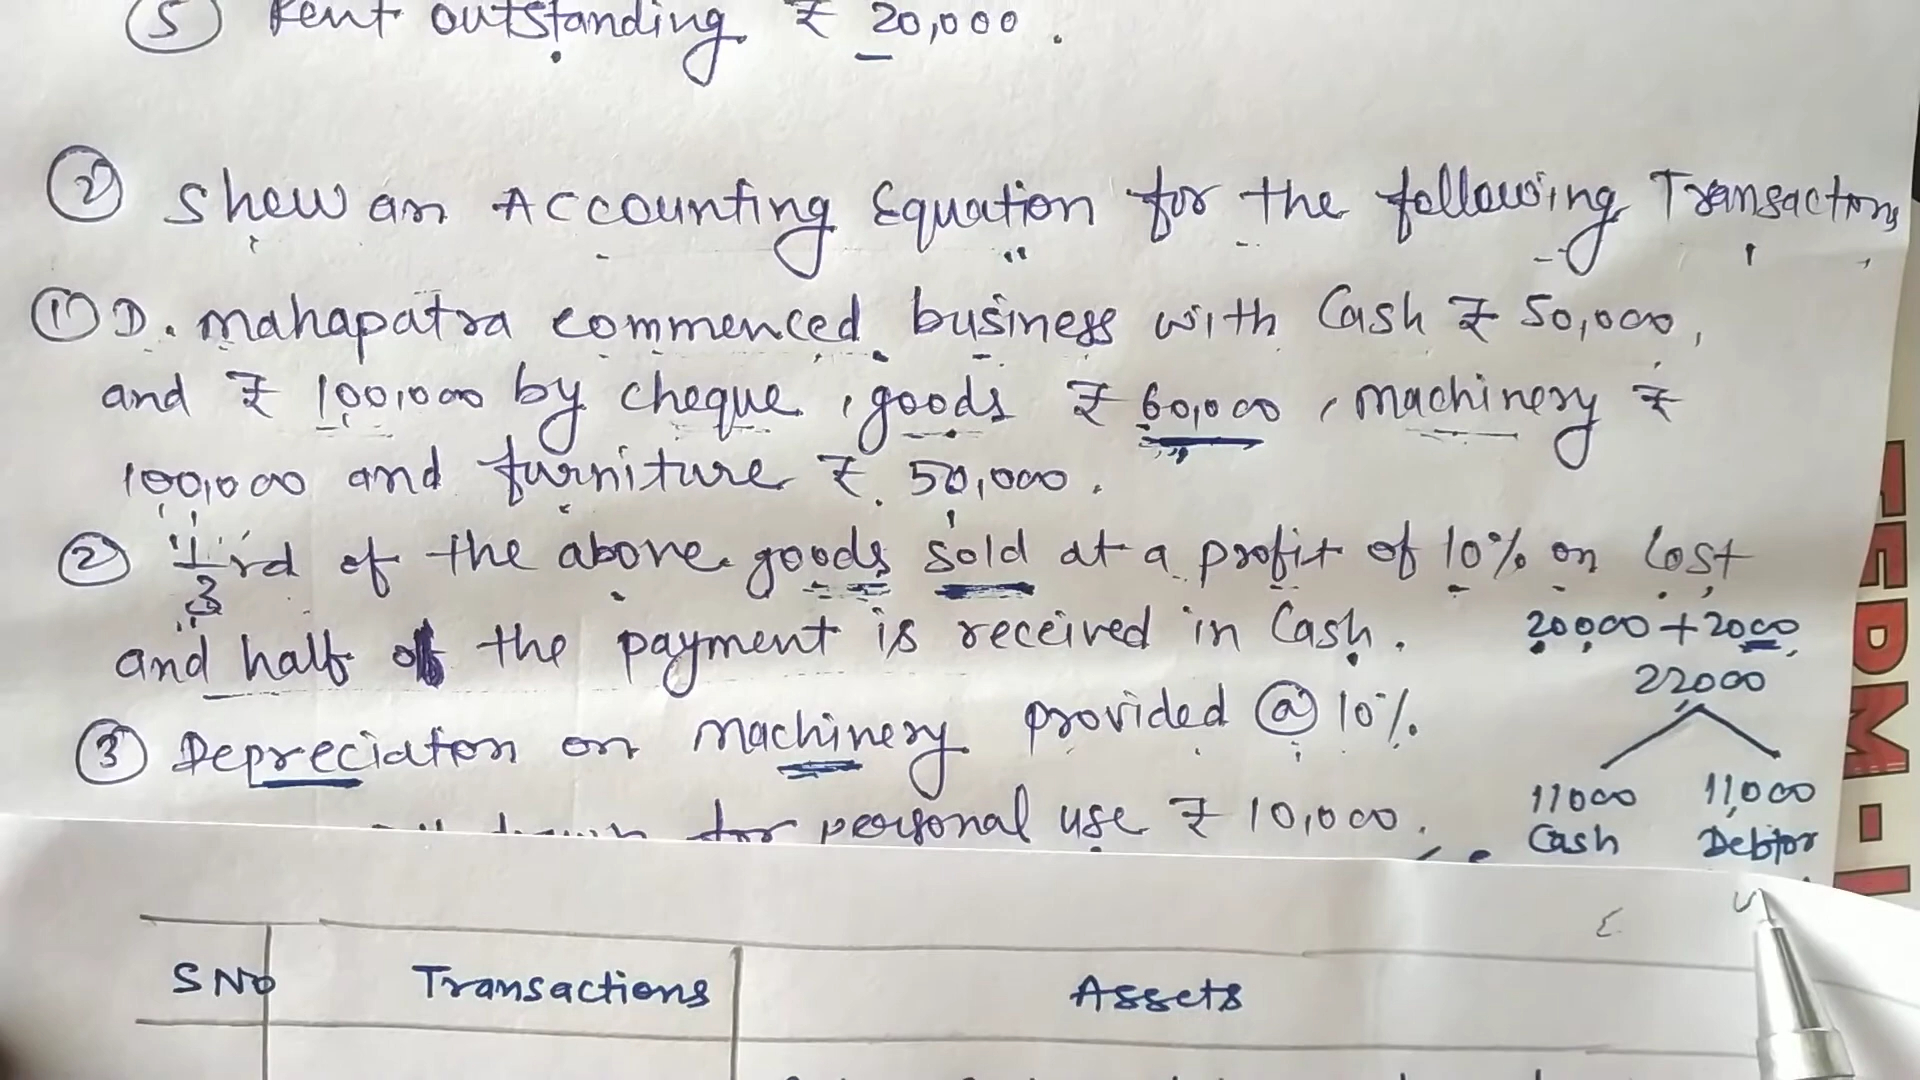 ⑤ Rent outstanding ₹ 20,000.
② Show an Accounting Equation for the following Transactions
① D. Mahapatra commenced business with Cash ₹ 50,000,
and ₹ 100,000 by cheque, goods ₹ 60,000, Machinery ₹
100,000 and furniture ₹ 50,000.
② 1/3rd of the above goods sold at a profit of 10% on Cost
and half of the payment is received in Cash.
20000 + 2000
22000
③ Depreciation on Machinery provided @ 10%.
11000 11,000
for personal use ₹ 10,000.
Cash Debtor
S No Transactions Assets